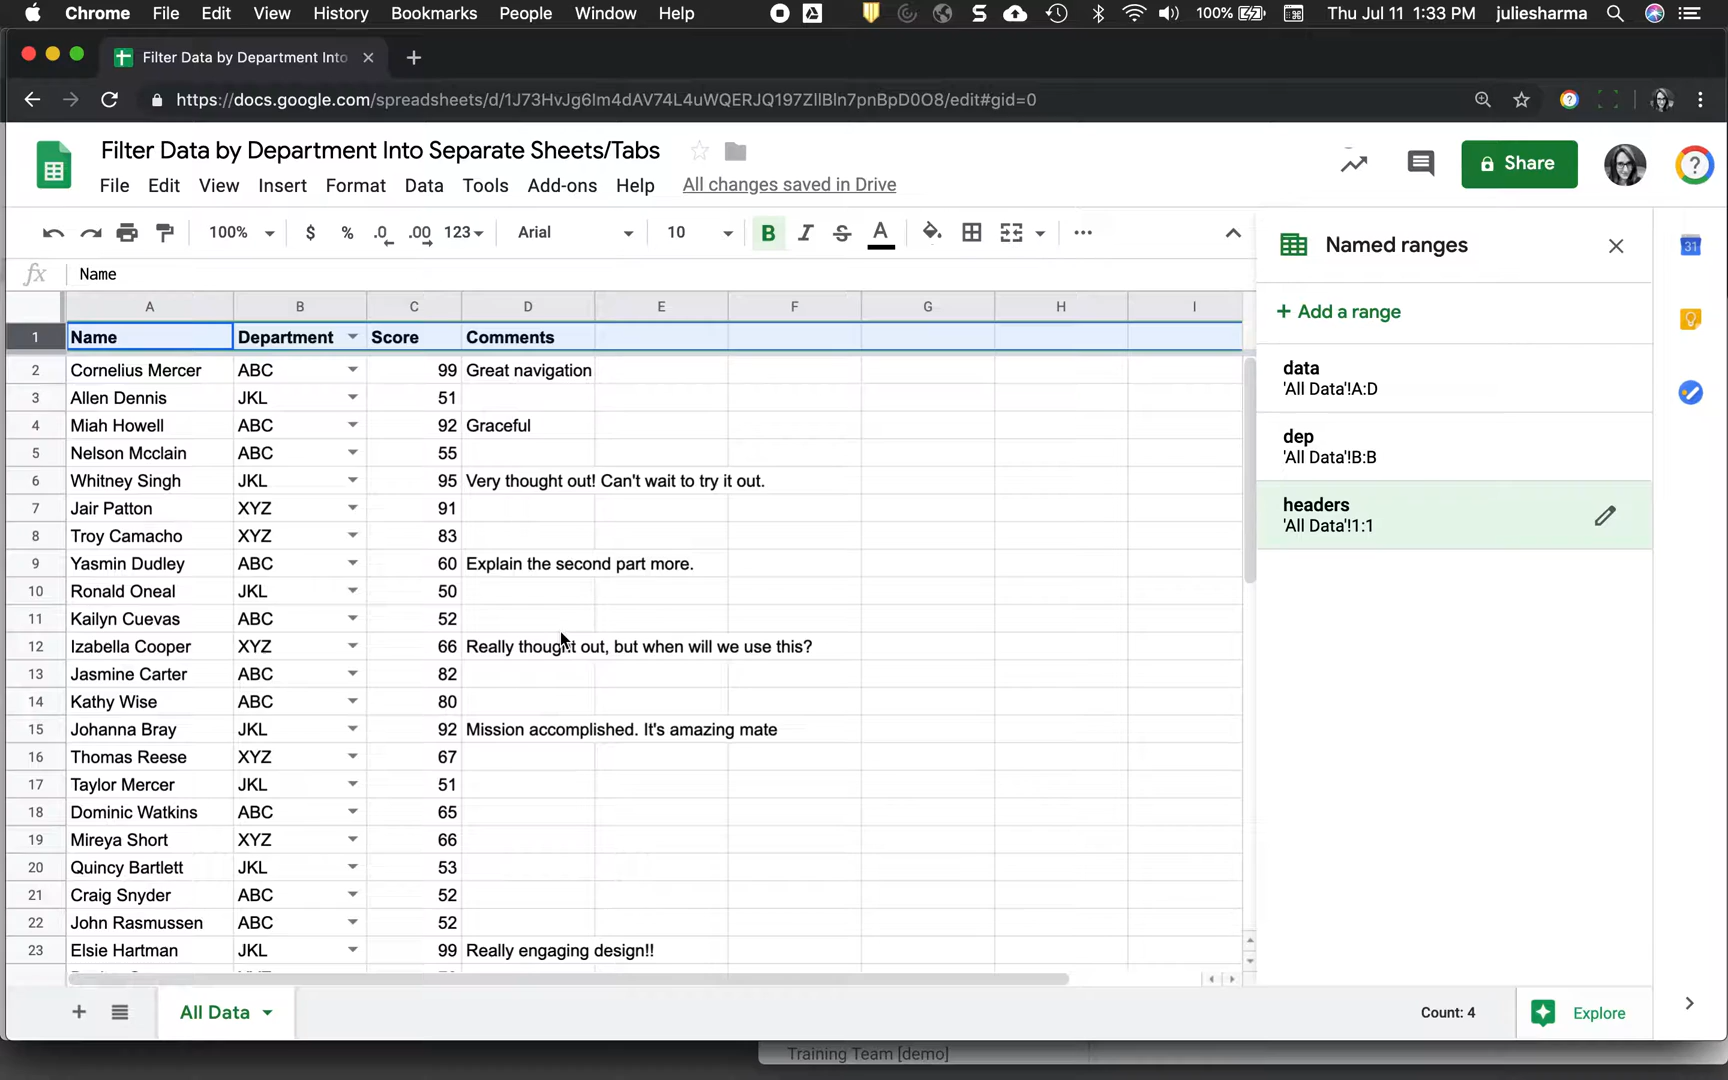 Chrome File Edit View History Bookmarks People Window Help 100% Thu Jul 11 1:33 PM juliesharma
Filter Data by Department Into
https://docs.google.com/spreadsheets/d/1J73HvJg6Im4dAV74L4uWQERJQ197ZllBln7pnBpD0O8/edit#gid=0
Filter Data by Department Into Separate Sheets/Tabs
Share
File Edit View Insert Format Data Tools Add-ons Help All changes saved in Drive
100% $ % .0 .00 123 Arial 10 B I S A
Named ranges
fx Name
+ Add a range
A B C D E F G H I
1 Name Department Score Comments
2 Cornelius Mercer ABC 99 Great navigation
3 Allen Dennis JKL 51
4 Miah Howell ABC 92 Graceful
5 Nelson Mcclain ABC 55
6 Whitney Singh JKL 95 Very thought out! Can't wait to try it out.
7 Jair Patton XYZ 91
8 Troy Camacho XYZ 83
9 Yasmin Dudley ABC 60 Explain the second part more.
10 Ronald Oneal JKL 50
11 Kailyn Cuevas ABC 52
12 Izabella Cooper XYZ 66 Really thought out, but when will we use this?
13 Jasmine Carter ABC 82
14 Kathy Wise ABC 80
15 Johanna Bray JKL 92 Mission accomplished. It's amazing mate
16 Thomas Reese XYZ 67
17 Taylor Mercer JKL 51
18 Dominic Watkins ABC 65
19 Mireya Short XYZ 66
20 Quincy Bartlett JKL 53
21 Craig Snyder ABC 52
22 John Rasmussen ABC 52
23 Elsie Hartman JKL 99 Really engaging design!!
data
'All Data'!A:D
dep
'All Data'!B:B
headers
'All Data'!1:1
31
All Data
Count: 4
Explore
Training Team [demo]